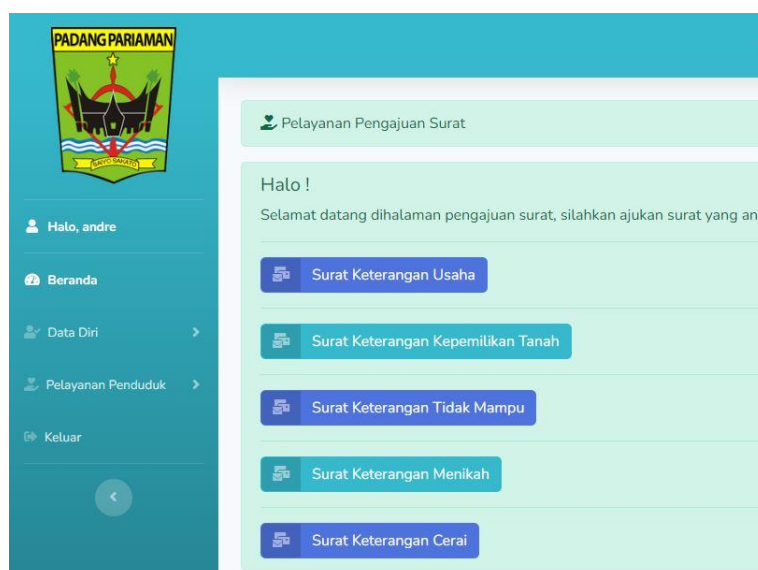 PADANG PARIAMAN
SAIYO SAKATO
Halo, andre
Beranda
Data Diri
Pelayanan Penduduk
Keluar
Pelayanan Pengajuan Surat
Halo !
Selamat datang dihalaman pengajuan surat, silahkan ajukan surat yang an
Surat Keterangan Usaha
Surat Keterangan Kepemilikan Tanah
Surat Keterangan Tidak Mampu
Surat Keterangan Menikah
Surat Keterangan Cerai